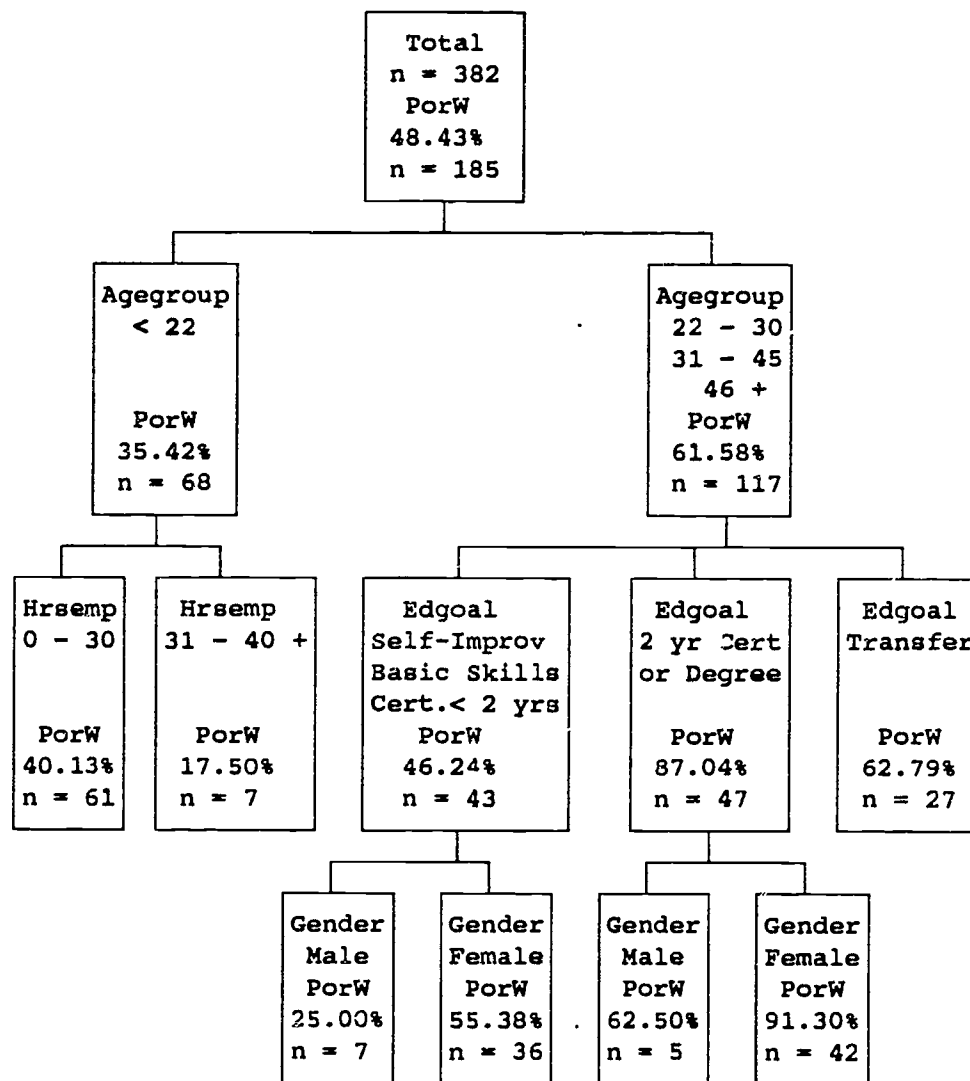 Total
n = 382
PorW
48.43%
n = 185
Agegroup
< 22
PorW
35.42%
n = 68
Agegroup
22 - 30
31 - 45
46 +
PorW
61.58%
n = 117
Hrsemp
0 - 30
PorW
40.13%
n = 61
Hrsemp
31 - 40 +
PorW
17.50%
n = 7
Edgoal
Self-Improv
Basic Skills
Cert.< 2 yrs
PorW
46.24%
n = 43
Edgoal
2 yr Cert
or Degree
PorW
87.04%
n = 47
Edgoal
Transfer
PorW
62.79%
n = 27
Gender
Male
PorW
25.00%
n = 7
Gender
Female
PorW
55.38%
n = 36
Gender
Male
PorW
62.50%
n = 5
Gender
Female
PorW
91.30%
n = 42